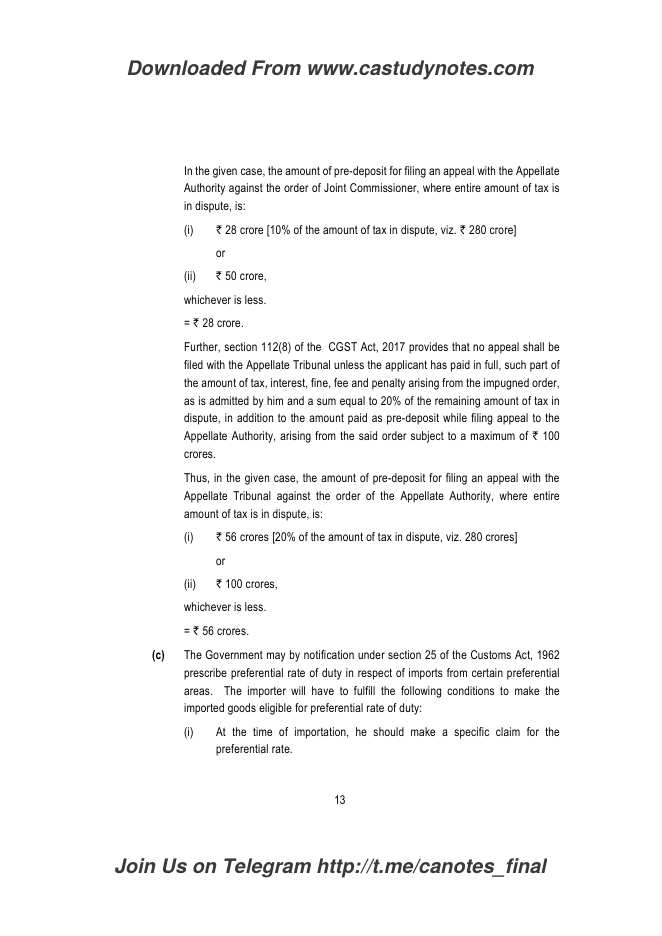 Downloaded From www.castudynotes.com
In the given case, the amount of pre-deposit for filing an appeal with the Appellate
Authority against the order of Joint Commissioner, where entire amount of tax is
in dispute, is:
(i) ₹ 28 crore [10% of the amount of tax in dispute, viz. ₹ 280 crore]
or
(ii) ₹ 50 crore,
whichever is less.
= ₹ 28 crore.
Further, section 112(8) of the CGST Act, 2017 provides that no appeal shall be
filed with the Appellate Tribunal unless the applicant has paid in full, such part of
the amount of tax, interest, fine, fee and penalty arising from the impugned order,
as is admitted by him and a sum equal to 20% of the remaining amount of tax in
dispute, in addition to the amount paid as pre-deposit while filing appeal to the
Appellate Authority, arising from the said order subject to a maximum of ₹ 100
crores.
Thus, in the given case, the amount of pre-deposit for filing an appeal with the
Appellate Tribunal against the order of the Appellate Authority, where entire
amount of tax is in dispute, is:
(i) ₹ 56 crores [20% of the amount of tax in dispute, viz. 280 crores]
or
(ii) ₹ 100 crores,
whichever is less.
= ₹ 56 crores.
(c) The Government may by notification under section 25 of the Customs Act, 1962
prescribe preferential rate of duty in respect of imports from certain preferential
areas. The importer will have to fulfill the following conditions to make the
imported goods eligible for preferential rate of duty:
(i) At the time of importation, he should make a specific claim for the
preferential rate.
13
Join Us on Telegram http://t.me/canotes_final